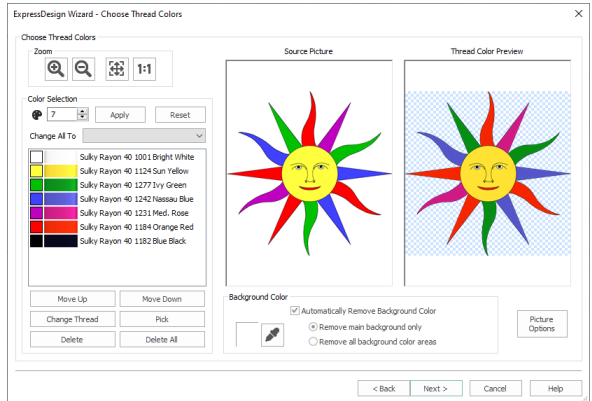 ExpressDesign Wizard - Choose Thread Colors
Choose Thread Colors
Zoom
1:1
Source Picture
Thread Color Preview
Color Selection
7
Apply
Reset
Change All To
Sulky Rayon 40 1001 Bright White
Sulky Rayon 40 1124 Sun Yellow
Sulky Rayon 40 1277 Ivy Green
Sulky Rayon 40 1242 Nassau Blue
Sulky Rayon 40 1231 Med. Rose
Sulky Rayon 40 1184 Orange Red
Sulky Rayon 40 1182 Blue Black
Move Up
Move Down
Change Thread
Pick
Delete
Delete All
Background Color
Automatically Remove Background Color
Remove main background only
Remove all background color areas
Picture
Options
< Back
Next >
Cancel
Help